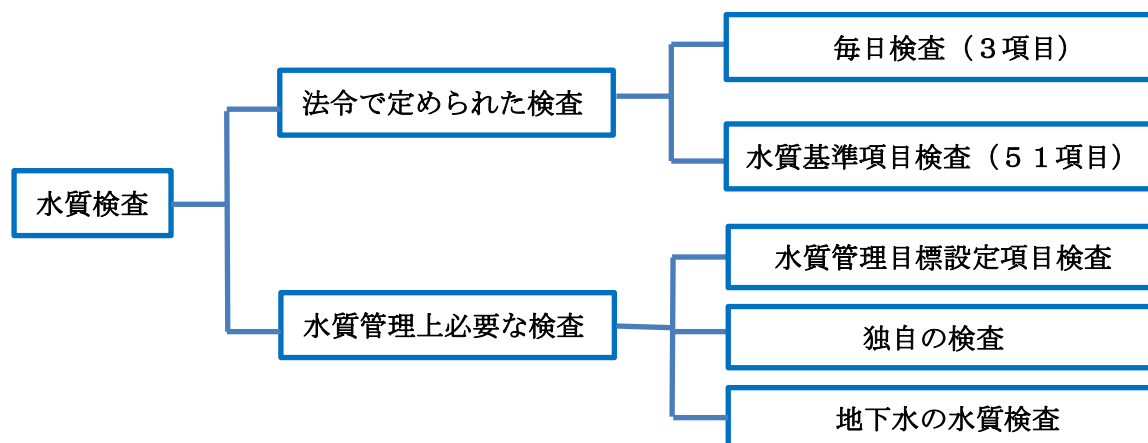 毎日検査（３項目）
法令で定められた検査
水質基準項目検査（５１項目）
水質検査
水質管理目標設定項目検査
水質管理上必要な検査
独自の検査
地下水の水質検査